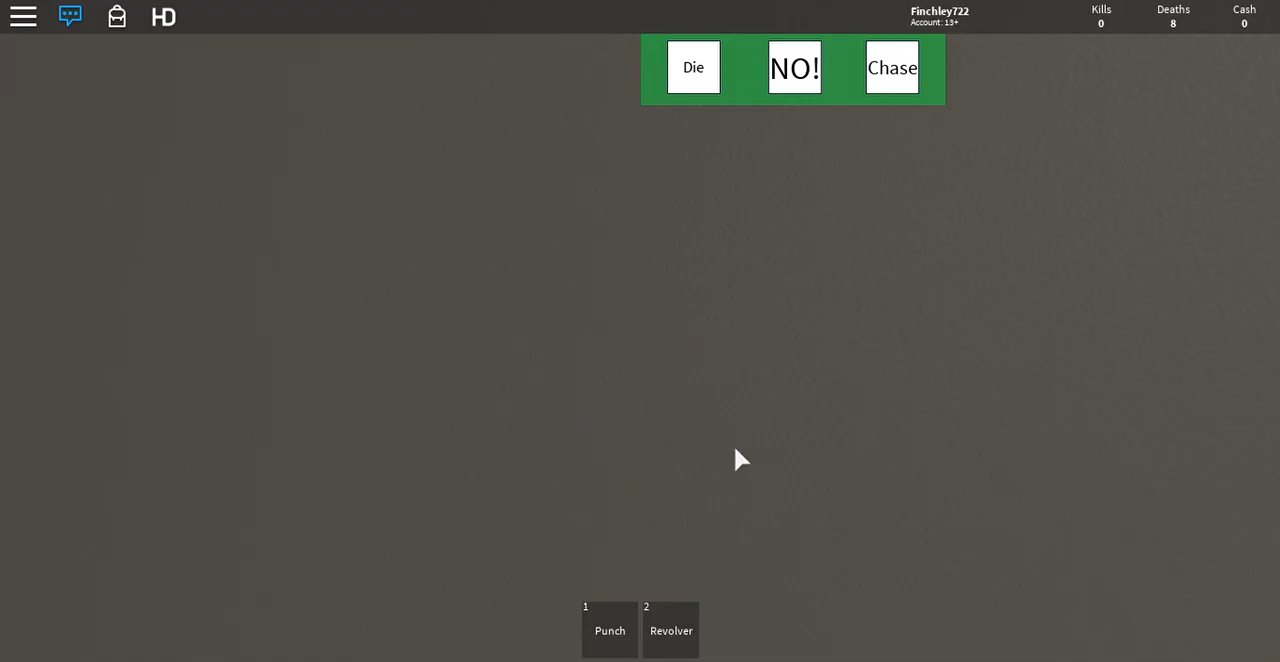 HD
Finchley722
Account: 13+
Kills
0
Deaths
8
Cash
0
Die
NO!
Chase
1
Punch
2
Revolver